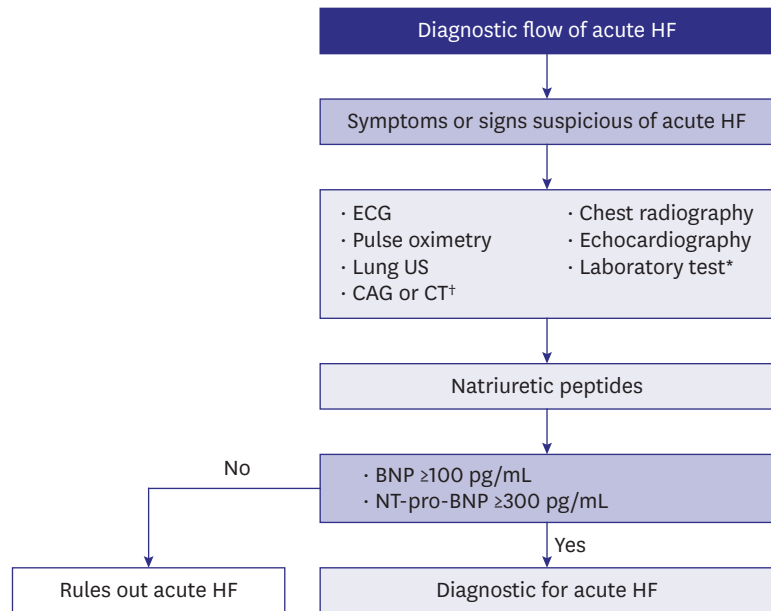 Diagnostic flow of acute HF
Symptoms or signs suspicious of acute HF
· ECG
· Pulse oximetry
· Lung US
· CAG or CT†
· Chest radiography
· Echocardiography
· Laboratory test*
Natriuretic peptides
· BNP ≥100 pg/mL
· NT-pro-BNP ≥300 pg/mL
No
Yes
Rules out acute HF
Diagnostic for acute HF